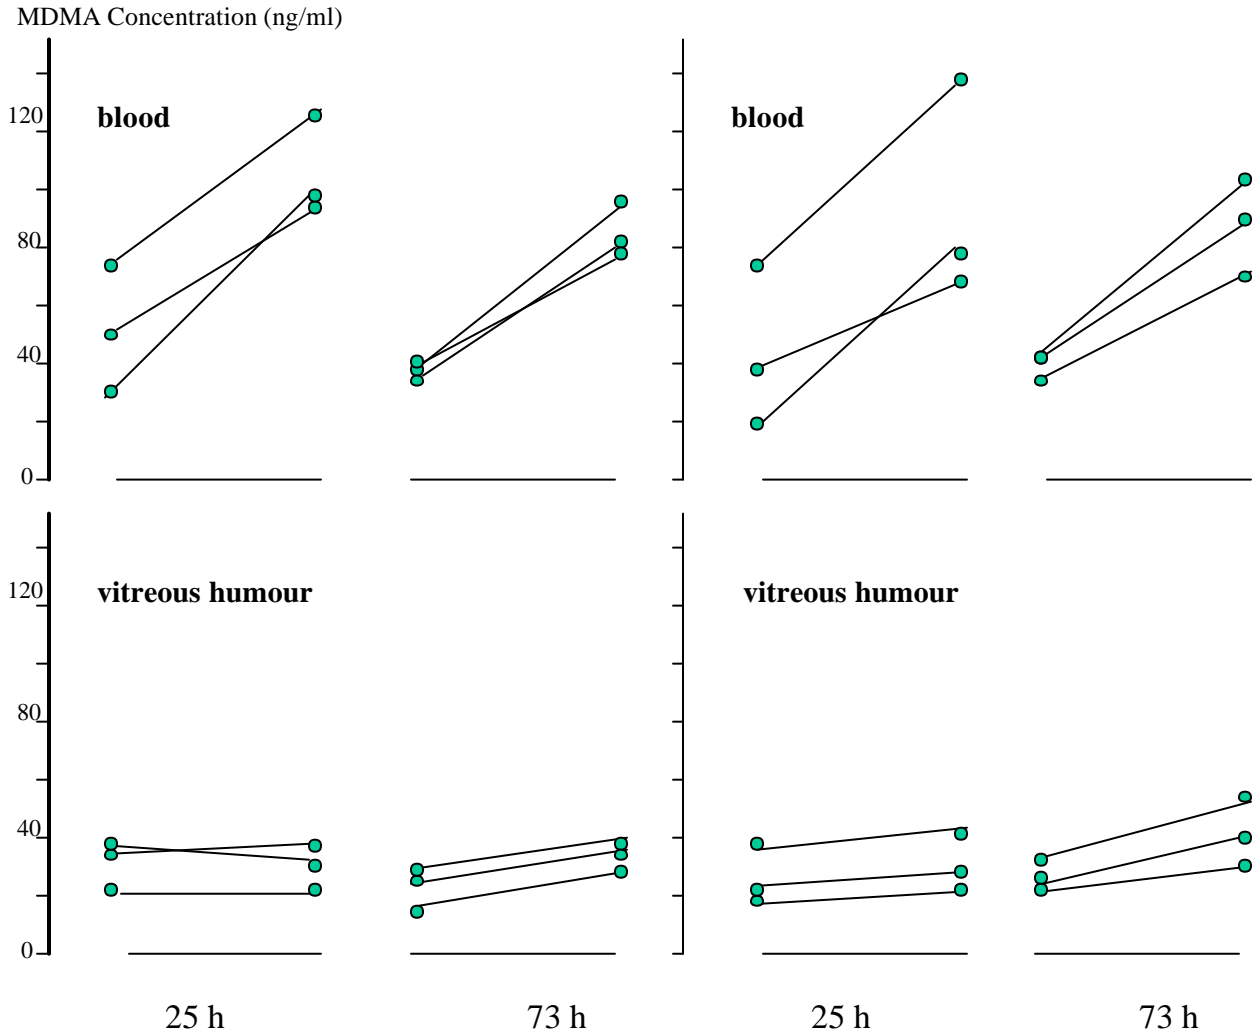 MDMA Concentration (ng/ml)
120
blood
blood
80
40
0
120
vitreous humour
vitreous humour
80
40
0
25 h
73 h
25 h
73 h